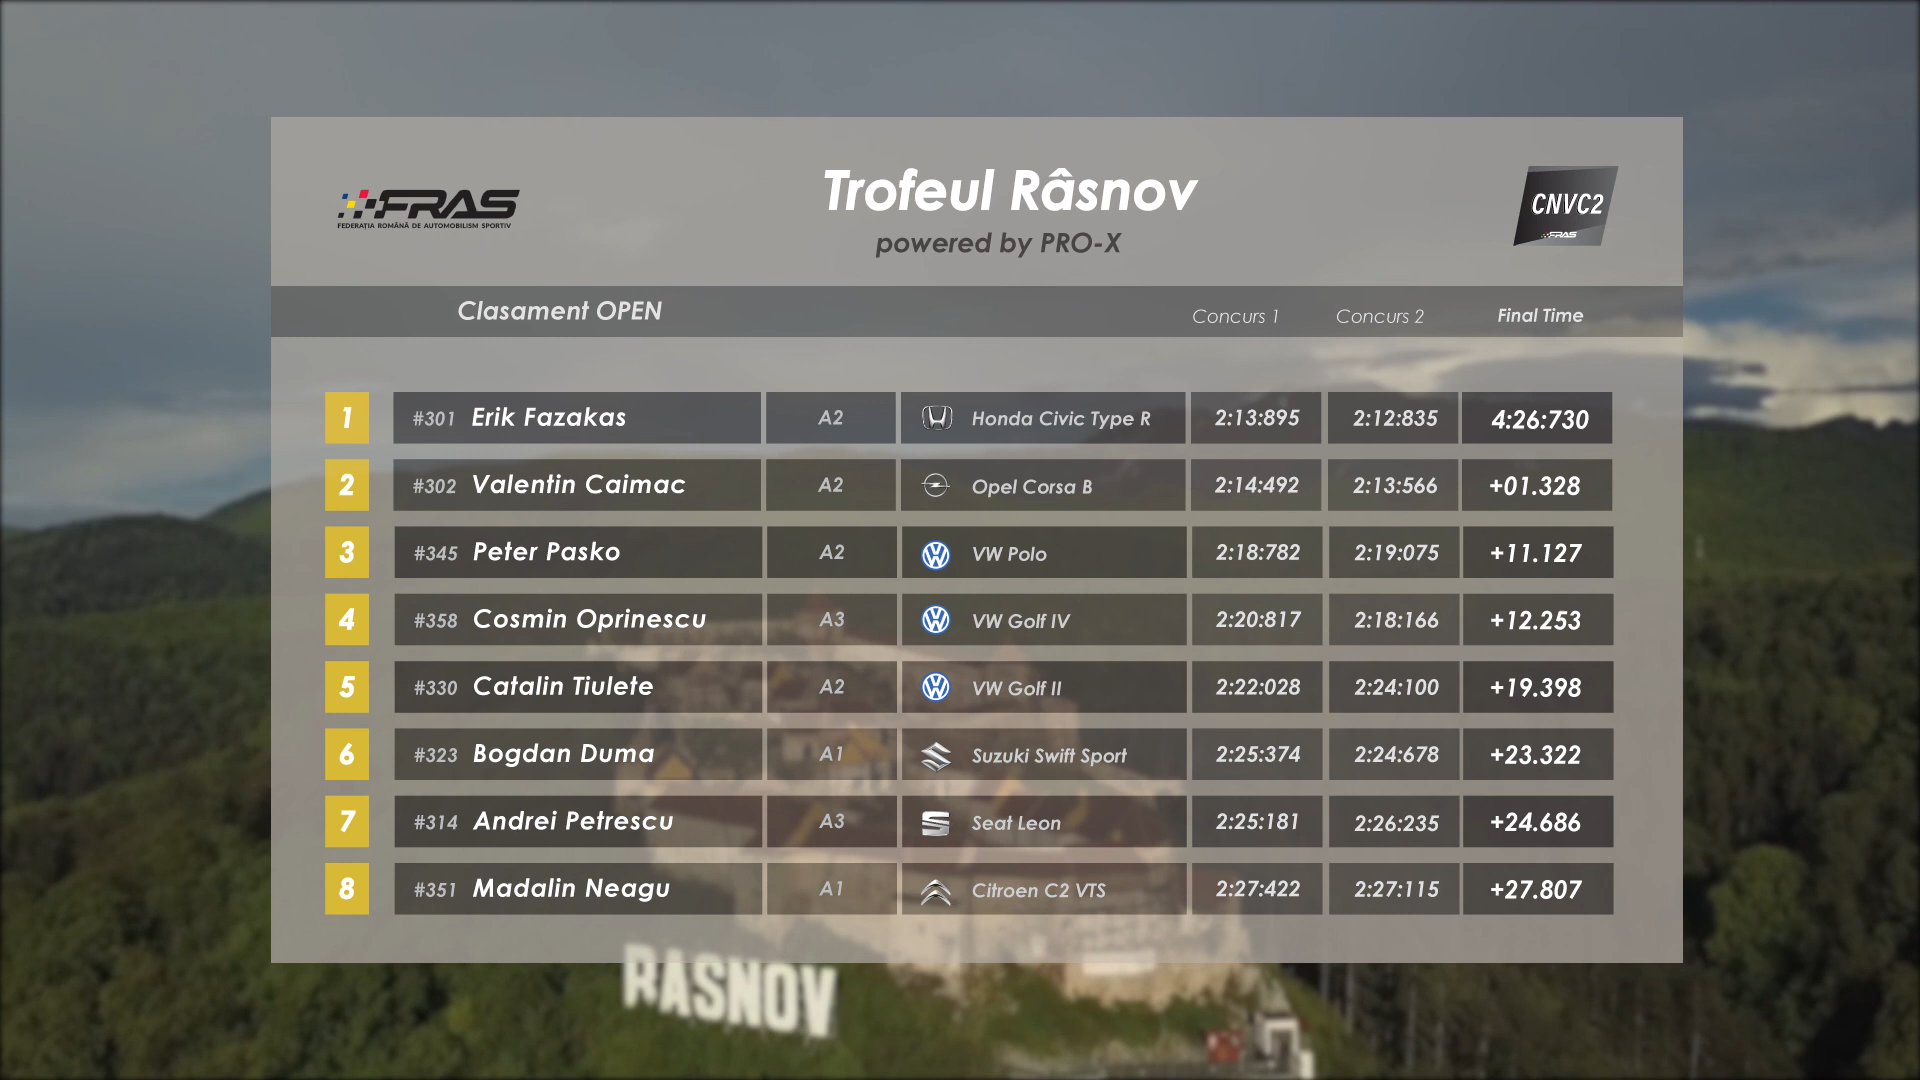 FRAS
FEDERAȚIA ROMÂNĂ DE AUTOMOBILISM SPORTIV
Trofeul Râsnov
powered by PRO-X
CNVC2
FRAS
Clasament OPEN Concurs 1 Concurs 2 Final Time
1 #301 Erik Fazakas A2 Honda Civic Type R 2:13:895 2:12:835 4:26:730
2 #302 Valentin Caimac A2 Opel Corsa B 2:14:492 2:13:566 +01.328
3 #345 Peter Pasko A2 VW Polo 2:18:782 2:19:075 +11.127
4 #358 Cosmin Oprinescu A3 VW Golf IV 2:20:817 2:18:166 +12.253
5 #330 Catalin Tiulete A2 VW Golf II 2:22:028 2:24:100 +19.398
6 #323 Bogdan Duma A1 Suzuki Swift Sport 2:25:374 2:24:678 +23.322
7 #314 Andrei Petrescu A3 Seat Leon 2:25:181 2:26:235 +24.686
8 #351 Madalin Neagu A1 Citroen C2 VTS 2:27:422 2:27:115 +27.807
RASNOV